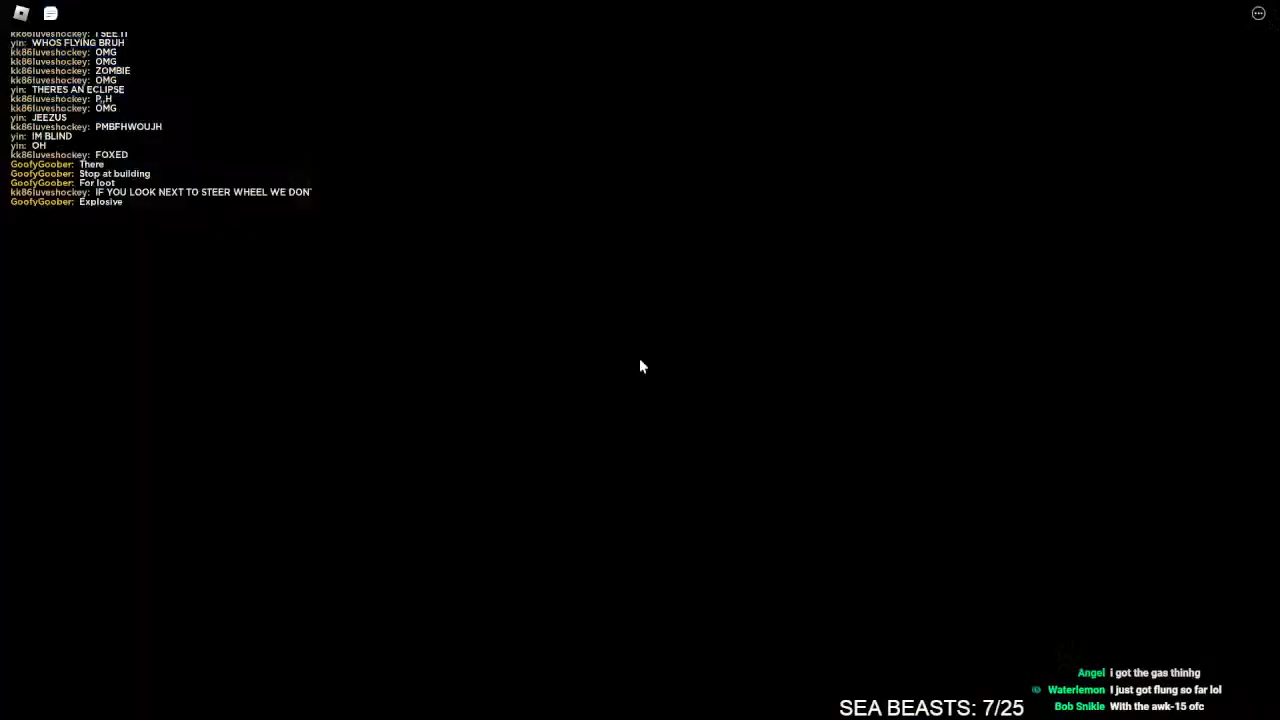 kk86luveshockey: I SEE IT
yin: WHOS FLYING BRUH
kk86luveshockey: OMG
kk86luveshockey: OMG
kk86luveshockey: ZOMBIE
kk86luveshockey: OMG
yin: THERES AN ECLIPSE
kk86luveshockey: P,,H
kk86luveshockey: OMG
yin: JEEZUS
kk86luveshockey: PMBFHWOUJH
yin: IM BLIND
yin: OH
kk86luveshockey: FOXED
GoofyGoober: There
GoofyGoober: Stop at building
GoofyGoober: For loot
kk86luveshockey: IF YOU LOOK NEXT TO STEER WHEEL WE DON'
GoofyGoober: Explosive
Angel i got the gas thinhg
Waterlemon I just got flung so far lol
Bob Snikle With the awk-15 ofc
SEA BEASTS: 7/25